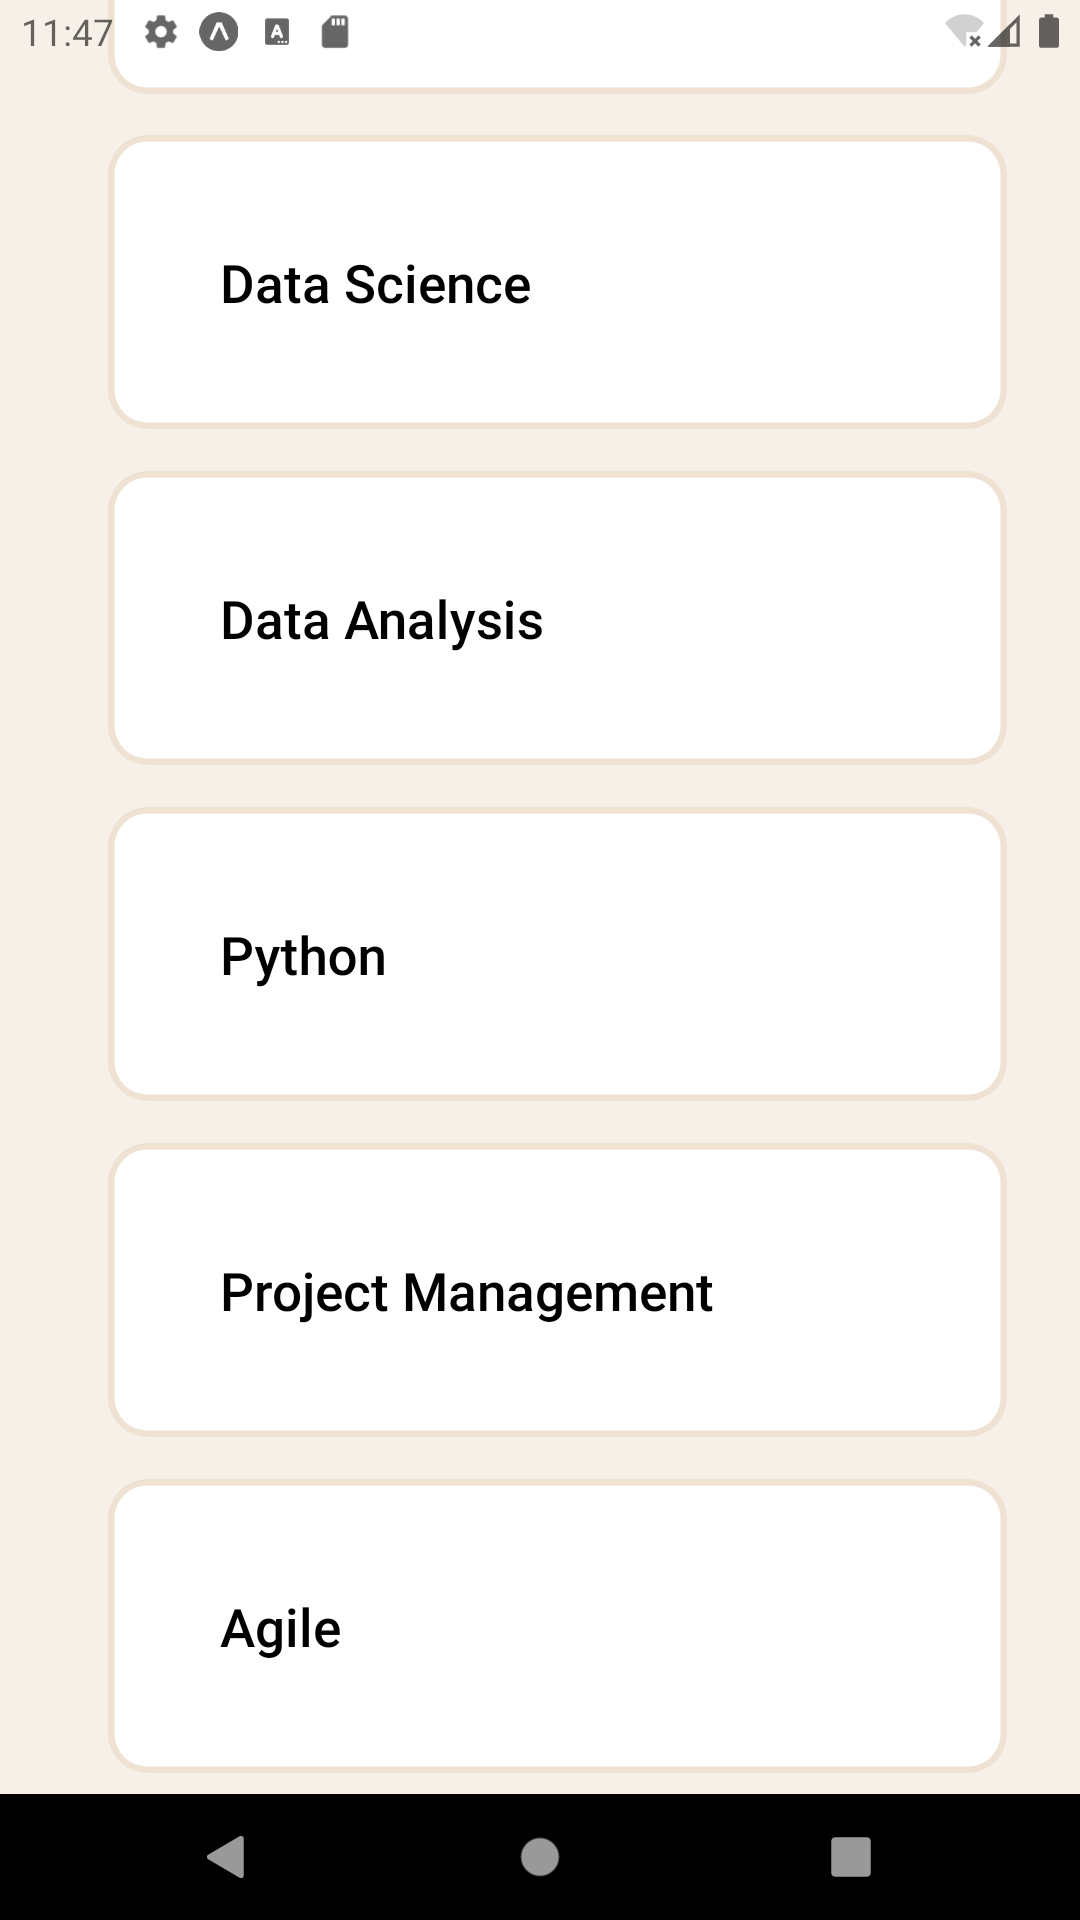 11:47
Data Science
Data Analysis
Python
Project Management
Agile